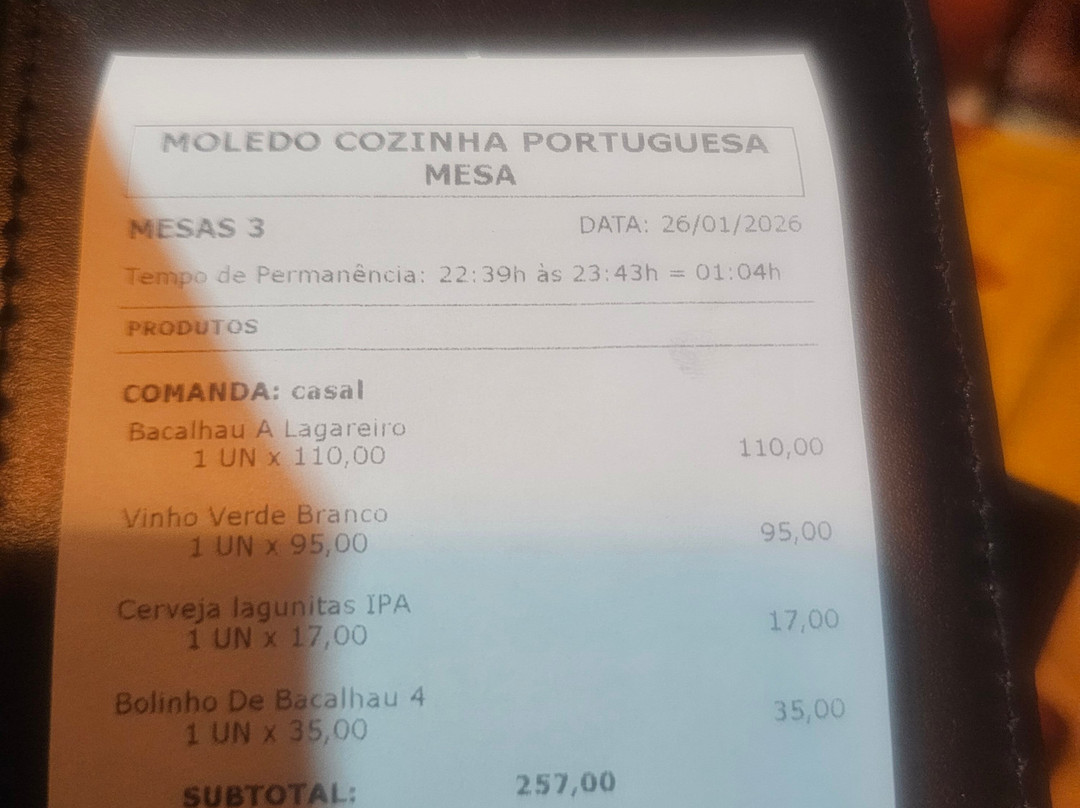 MOLEDO COZINHA PORTUGUESA
MESA
MESAS 3 DATA: 26/01/2026
Tempo de Permanência: 22:39h às 23:43h = 01:04h
PRODUTOS
COMANDA: casal
Bacalhau A Lagareiro
1 UN x 110,00 110,00
Vinho Verde Branco
1 UN x 95,00 95,00
Cerveja lagunitas IPA
1 UN x 17,00 17,00
Bolinho De Bacalhau 4
1 UN x 35,00 35,00
SUBTOTAL: 257,00